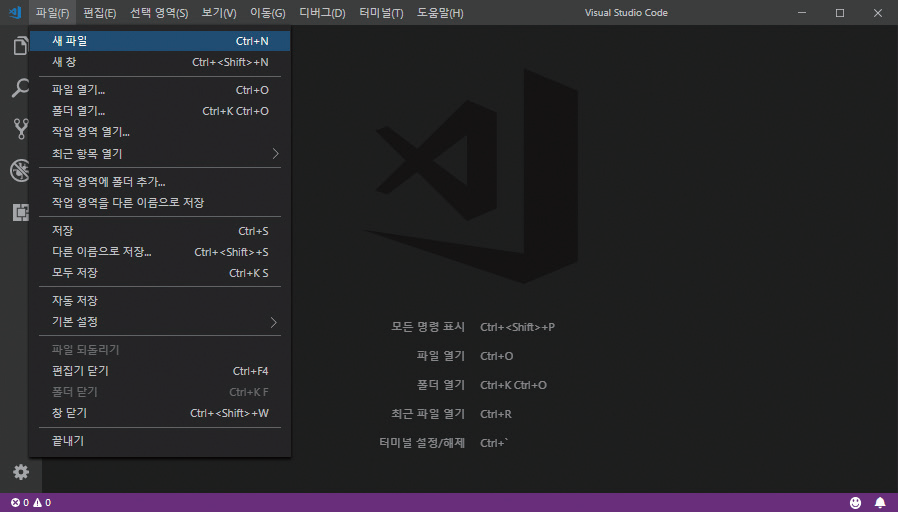 파일(F) 편집(E) 선택 영역(S) 보기(V) 이동(G) 디버그(D) 터미널(T) 도움말(H) Visual Studio Code
새 파일 Ctrl+N
새 창 Ctrl+<Shift>+N
파일 열기... Ctrl+O
폴더 열기... Ctrl+K Ctrl+O
작업 영역 열기...
최근 항목 열기
작업 영역에 폴더 추가...
작업 영역을 다른 이름으로 저장
저장 Ctrl+S
다른 이름으로 저장... Ctrl+<Shift>+S
모두 저장 Ctrl+K S
자동 저장
기본 설정
파일 되돌리기
편집기 닫기 Ctrl+F4
폴더 닫기 Ctrl+K F
창 닫기 Ctrl+<Shift>+W
끝내기
모든 명령 표시 Ctrl+<Shift>+P
파일 열기 Ctrl+O
폴더 열기 Ctrl+K Ctrl+O
최근 파일 열기 Ctrl+R
터미널 설정/해제 Ctrl+`
0 0